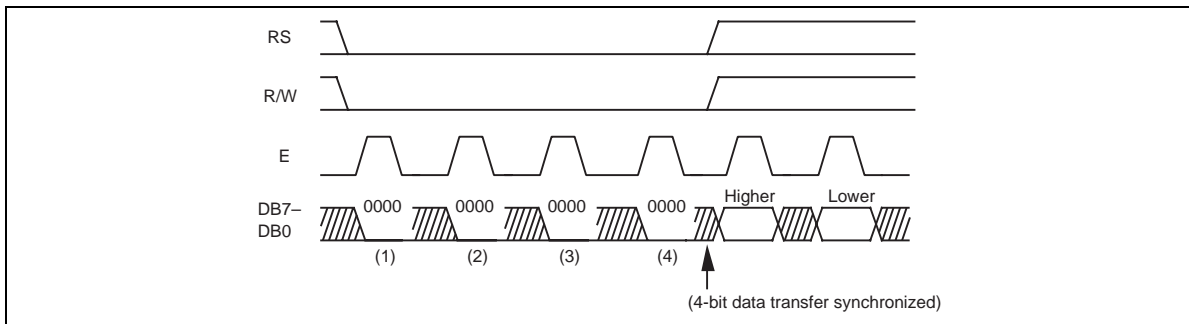 RS
R/W
E
DB7–
DB0
0000 0000 0000 0000 Higher Lower
(1) (2) (3) (4)
(4-bit data transfer synchronized)